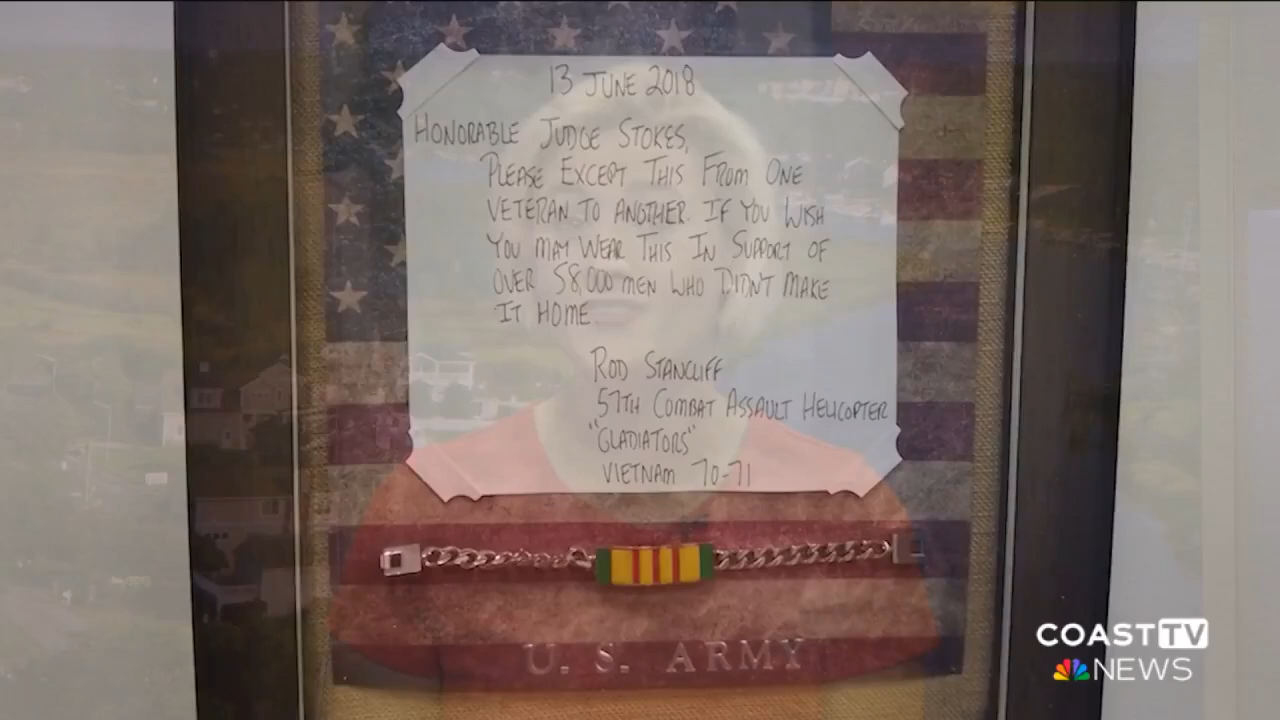 13 JUNE 2018
HONORABLE JUDGE STOKES,
PLEASE EXCEPT THIS FROM ONE
VETERAN TO ANOTHER. IF YOU WISH
YOU MAY WEAR THIS IN SUPPORT OF
OVER 58,000 MEN WHO DIDN'T MAKE
IT HOME.
ROD STANCLIFF
57TH COMBAT ASSAULT HELICOPTER
"GLADIATORS"
VIETNAM 70-71
U. S. ARMY
COAST TV
NEWS